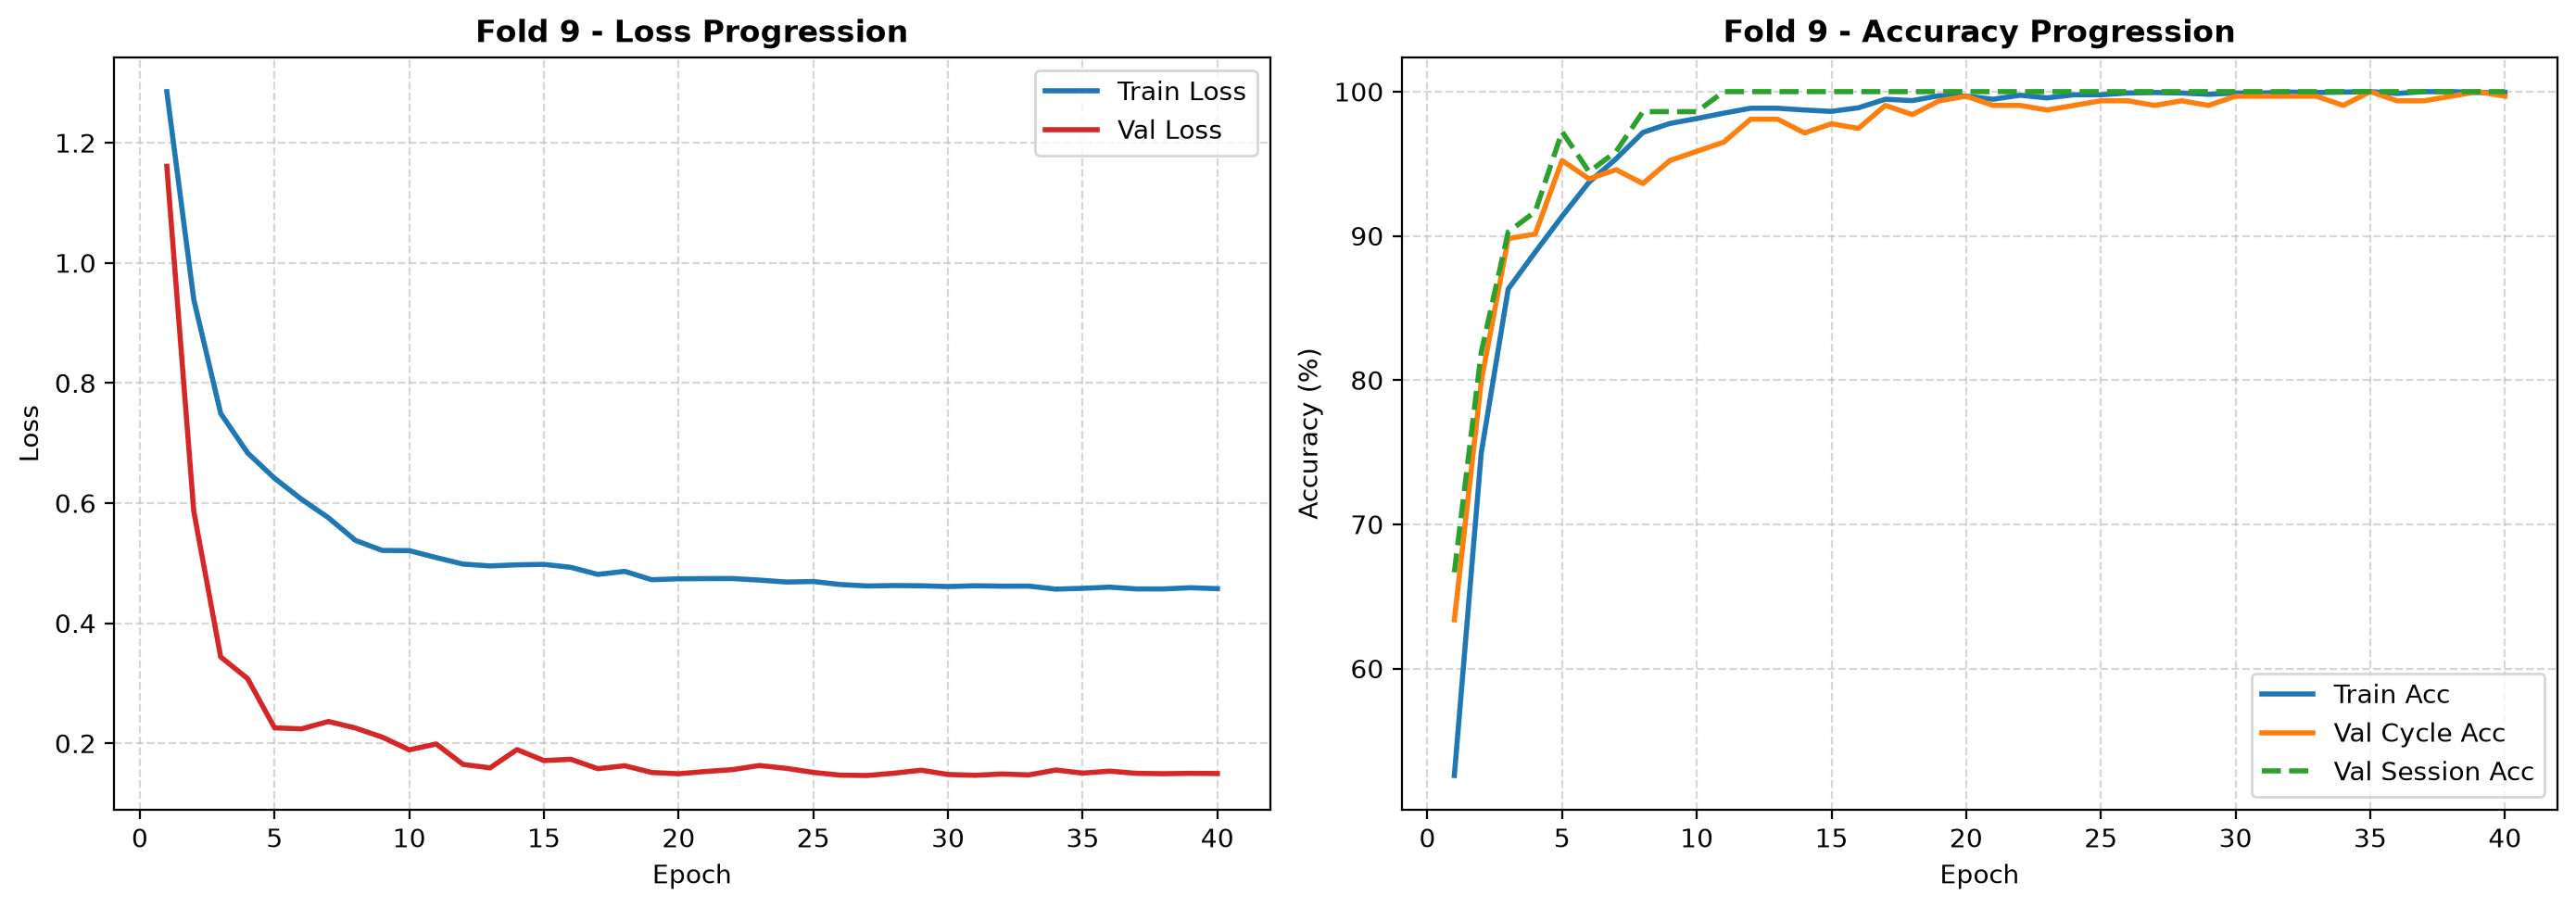 Fold 9 - Loss Progression
Train Loss
Val Loss
1.2
1.0
0.8
0.6
0.4
0.2
Loss
0 5 10 15 20 25 30 35 40
Epoch
Fold 9 - Accuracy Progression
100
90
80
70
60
Accuracy (%)
Train Acc
Val Cycle Acc
Val Session Acc
0 5 10 15 20 25 30 35 40
Epoch